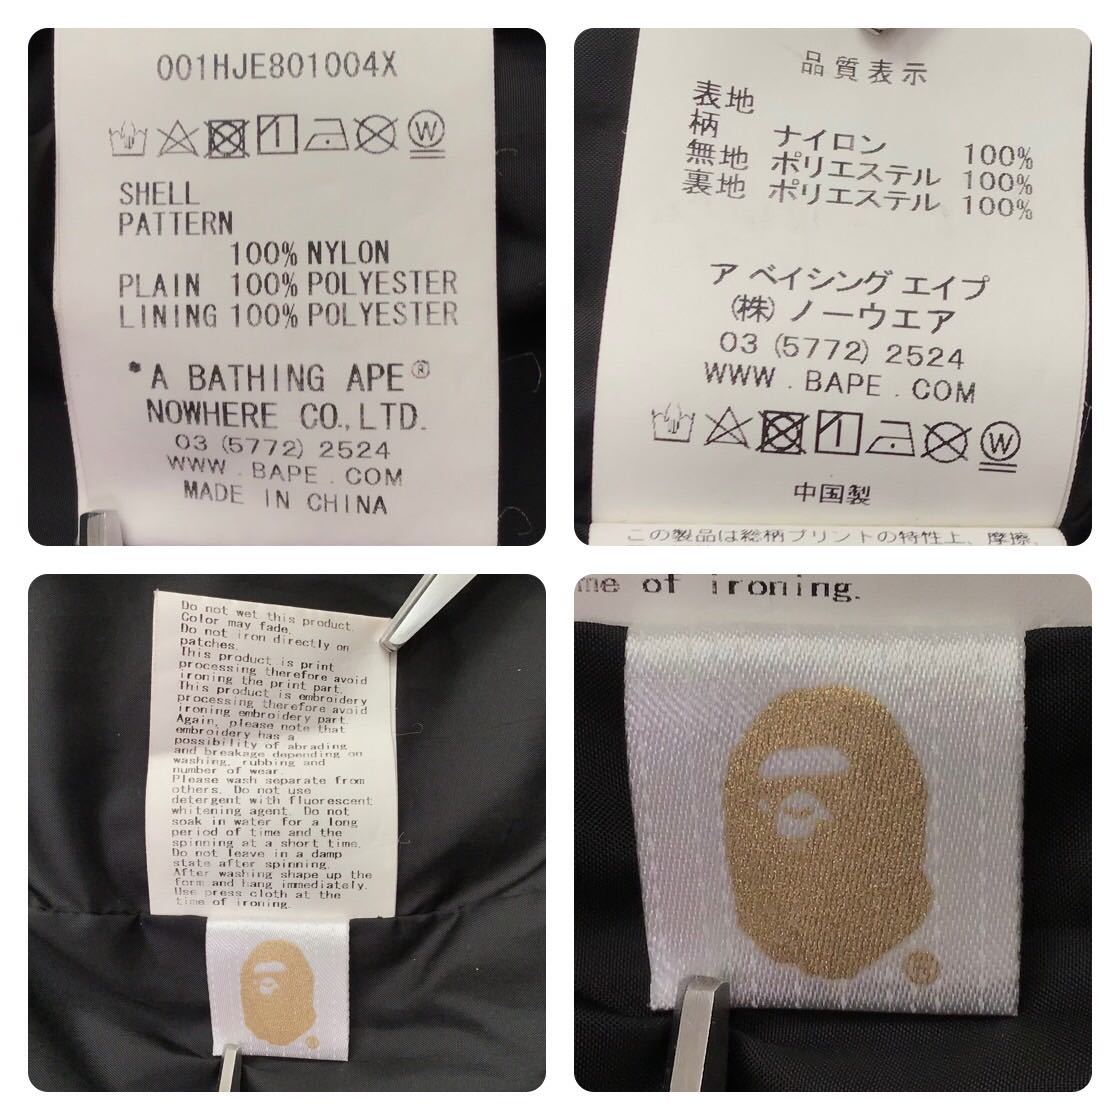 001HJE801004X
SHELL
PATTERN
100% NYLON
PLAIN 100% POLYESTER
LINING 100% POLYESTER
*A BATHING APE®
NOWHERE CO.,LTD.
03 (5772) 2524
WWW.BAPE.COM
MADE IN CHINA
品質表示
表地
柄 ナイロン 100%
無地 ポリエステル 100%
裏地 ポリエステル 100%
ア ベイシング エイプ
(株) ノーウエア
03 (5772) 2524
WWW.BAPE.COM
中国製
この製品は総柄プリントの特性上、摩擦、
Do not wet this product.
Color may fade.
Do not iron directly on
patches.
This product is print
processing therefore avoid
ironing the print part.
This product is embroidery
processing therefore avoid
ironing embroidery part.
Again, please note that
embroidery has a
possibility of abrading
and breakage depending on
washing, rubbing and
number of wear.
Please wash separate from
others. Do not use
detergent with fluorescent
whitening agent. Do not
soak in water for a long
period of time and the
spinning at a short time.
Do not leave in a damp
state after spinning.
After washing shape up the
form and hang immediately.
Use press cloth at the
time of ironing.
®
me of ironing.
®